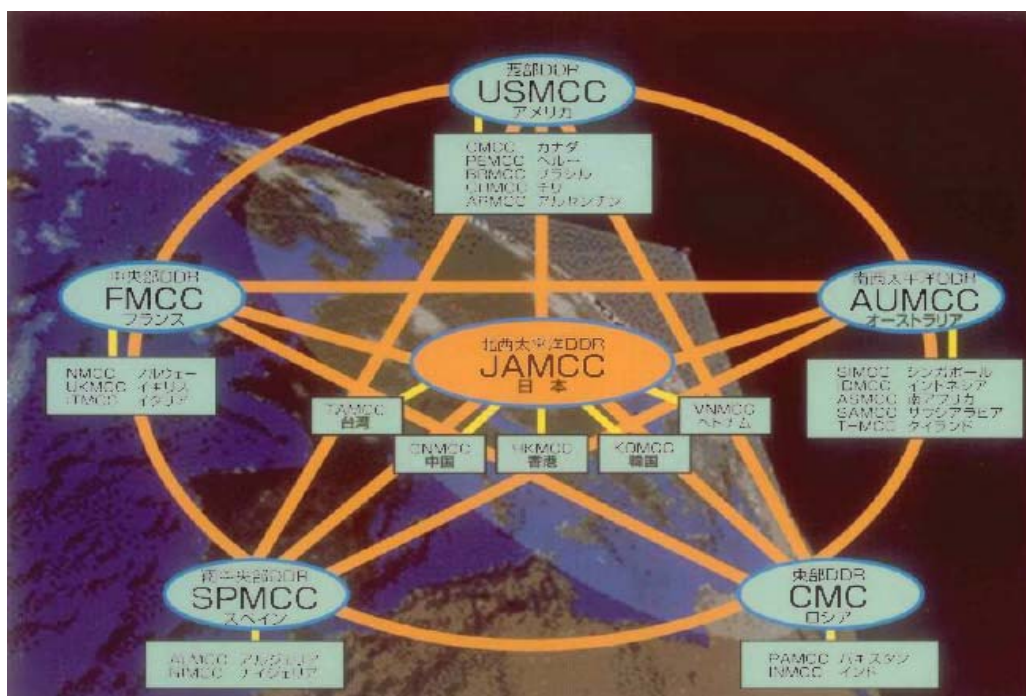 西部DDR
USMCC
アメリカ
CMCC カナダ
PEMCC ペルー
BRMCC ブラジル
CHMCC チリ
ARMCC アルゼンチン
中央部DDR
FMCC
フランス
NMCC ノルウェー
UKMCC イギリス
ITMCC イタリア
南西太平洋DDR
AUMCC
オーストラリア
SIMCC シンガポール
IDMCC インドネシア
ASMCC 南アフリカ
SAMCC サウジアラビア
THMCC タイランド
北西太平洋DDR
JAMCC
日本
TAMCC
台湾
CNMCC
中国
HKMCC
香港
KOMCC
韓国
VNMCC
ベトナム
南中央部DDR
SPMCC
スペイン
ALMCC アルジェリア
NIMCC ナイジェリア
東部DDR
CMC
ロシア
PAMCC パキスタン
INMCC インド